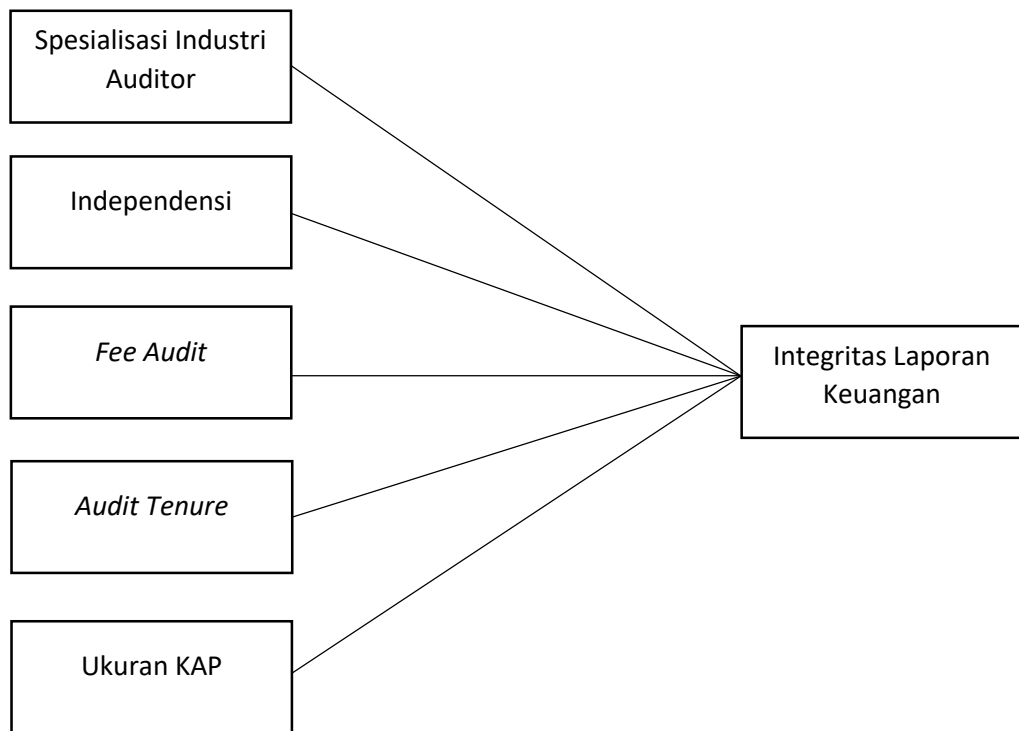 Spesialisasi Industri
Auditor
Independensi
Fee Audit
Audit Tenure
Ukuran KAP
Integritas Laporan
Keuangan